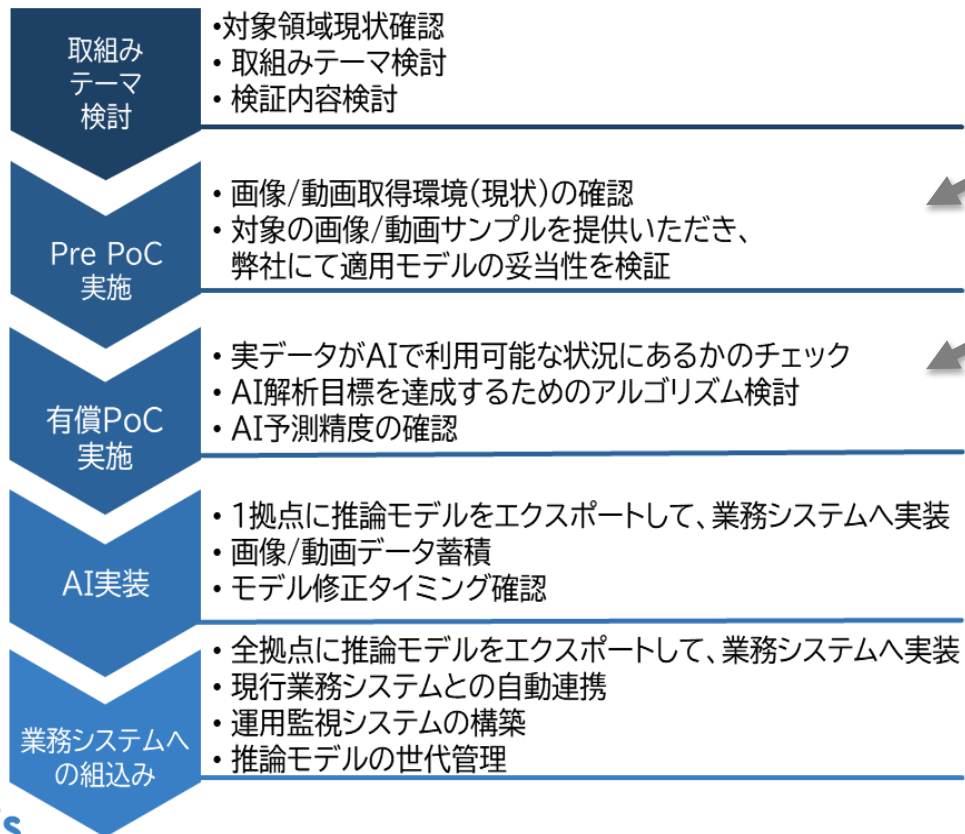 取組み
テーマ
検討
•対象領域現状確認
• 取組みテーマ検討
• 検証内容検討
Pre PoC
実施
• 画像/動画取得環境(現状)の確認
• 対象の画像/動画サンプルを提供いただき、
弊社にて適用モデルの妥当性を検証
有償PoC
実施
• 実データがAIで利用可能な状況にあるかのチェック
• AI解析目標を達成するためのアルゴリズム検討
• AI予測精度の確認
AI実装
• 1拠点に推論モデルをエクスポートして、業務システムへ実装
• 画像/動画データ蓄積
• モデル修正タイミング確認
業務システムへ
の組込み
• 全拠点に推論モデルをエクスポートして、業務システムへ実装
• 現行業務システムとの自動連携
• 運用監視システムの構築
• 推論モデルの世代管理